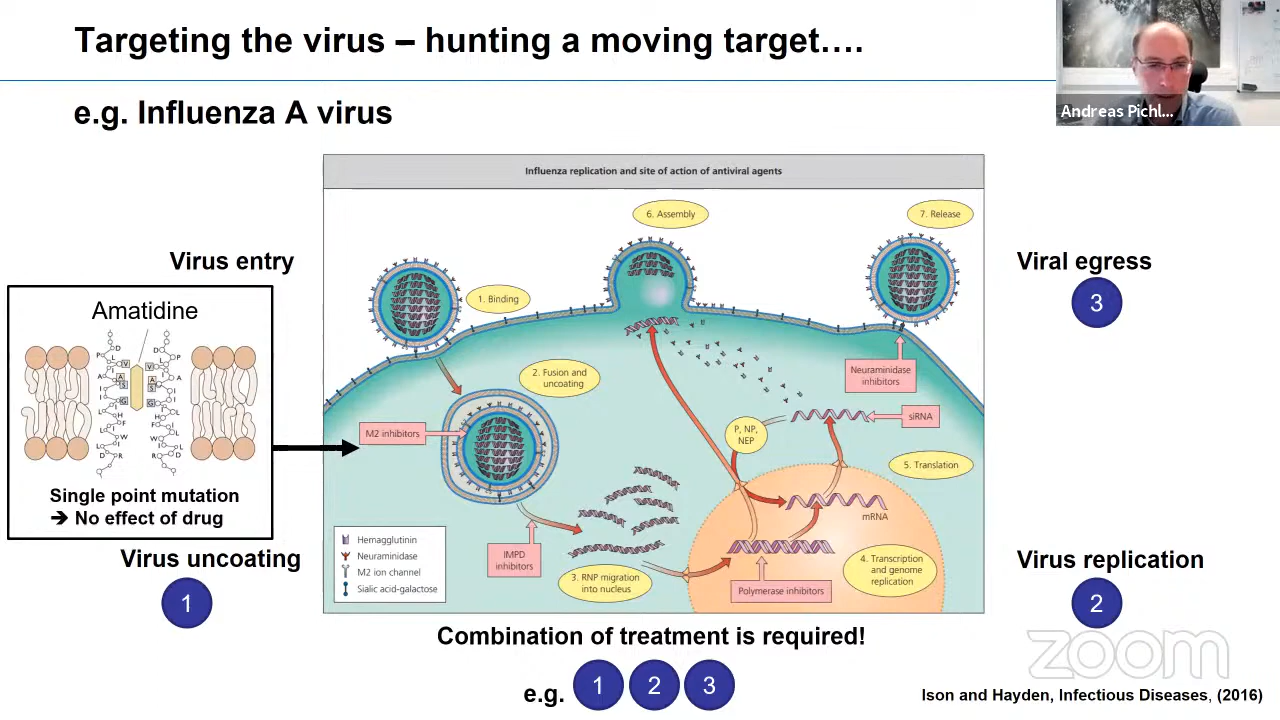 Targeting the virus – hunting a moving target….
Andreas Pichl...
e.g. Influenza A virus
Influenza replication and site of action of antiviral agents
6. Assembly
7. Release
Virus entry
Viral egress
3
1. Binding
Amatidine
2. Fusion and
uncoating
Neuraminidase
inhibitors
M2 inhibitors
siRNA
P, NP,
NEP
5. Translation
Single point mutation
➔ No effect of drug
mRNA
Hemagglutinin
Neuraminidase
M2 ion channel
Sialic acid-galactose
IMPD
inhibitors
3. RNP migration
into nucleus
4. Transcription
and genome
replication
Polymerase inhibitors
Virus uncoating
1
Virus replication
2
Combination of treatment is required!
e.g. 1 2 3
zoom
Ison and Hayden, Infectious Diseases, (2016)